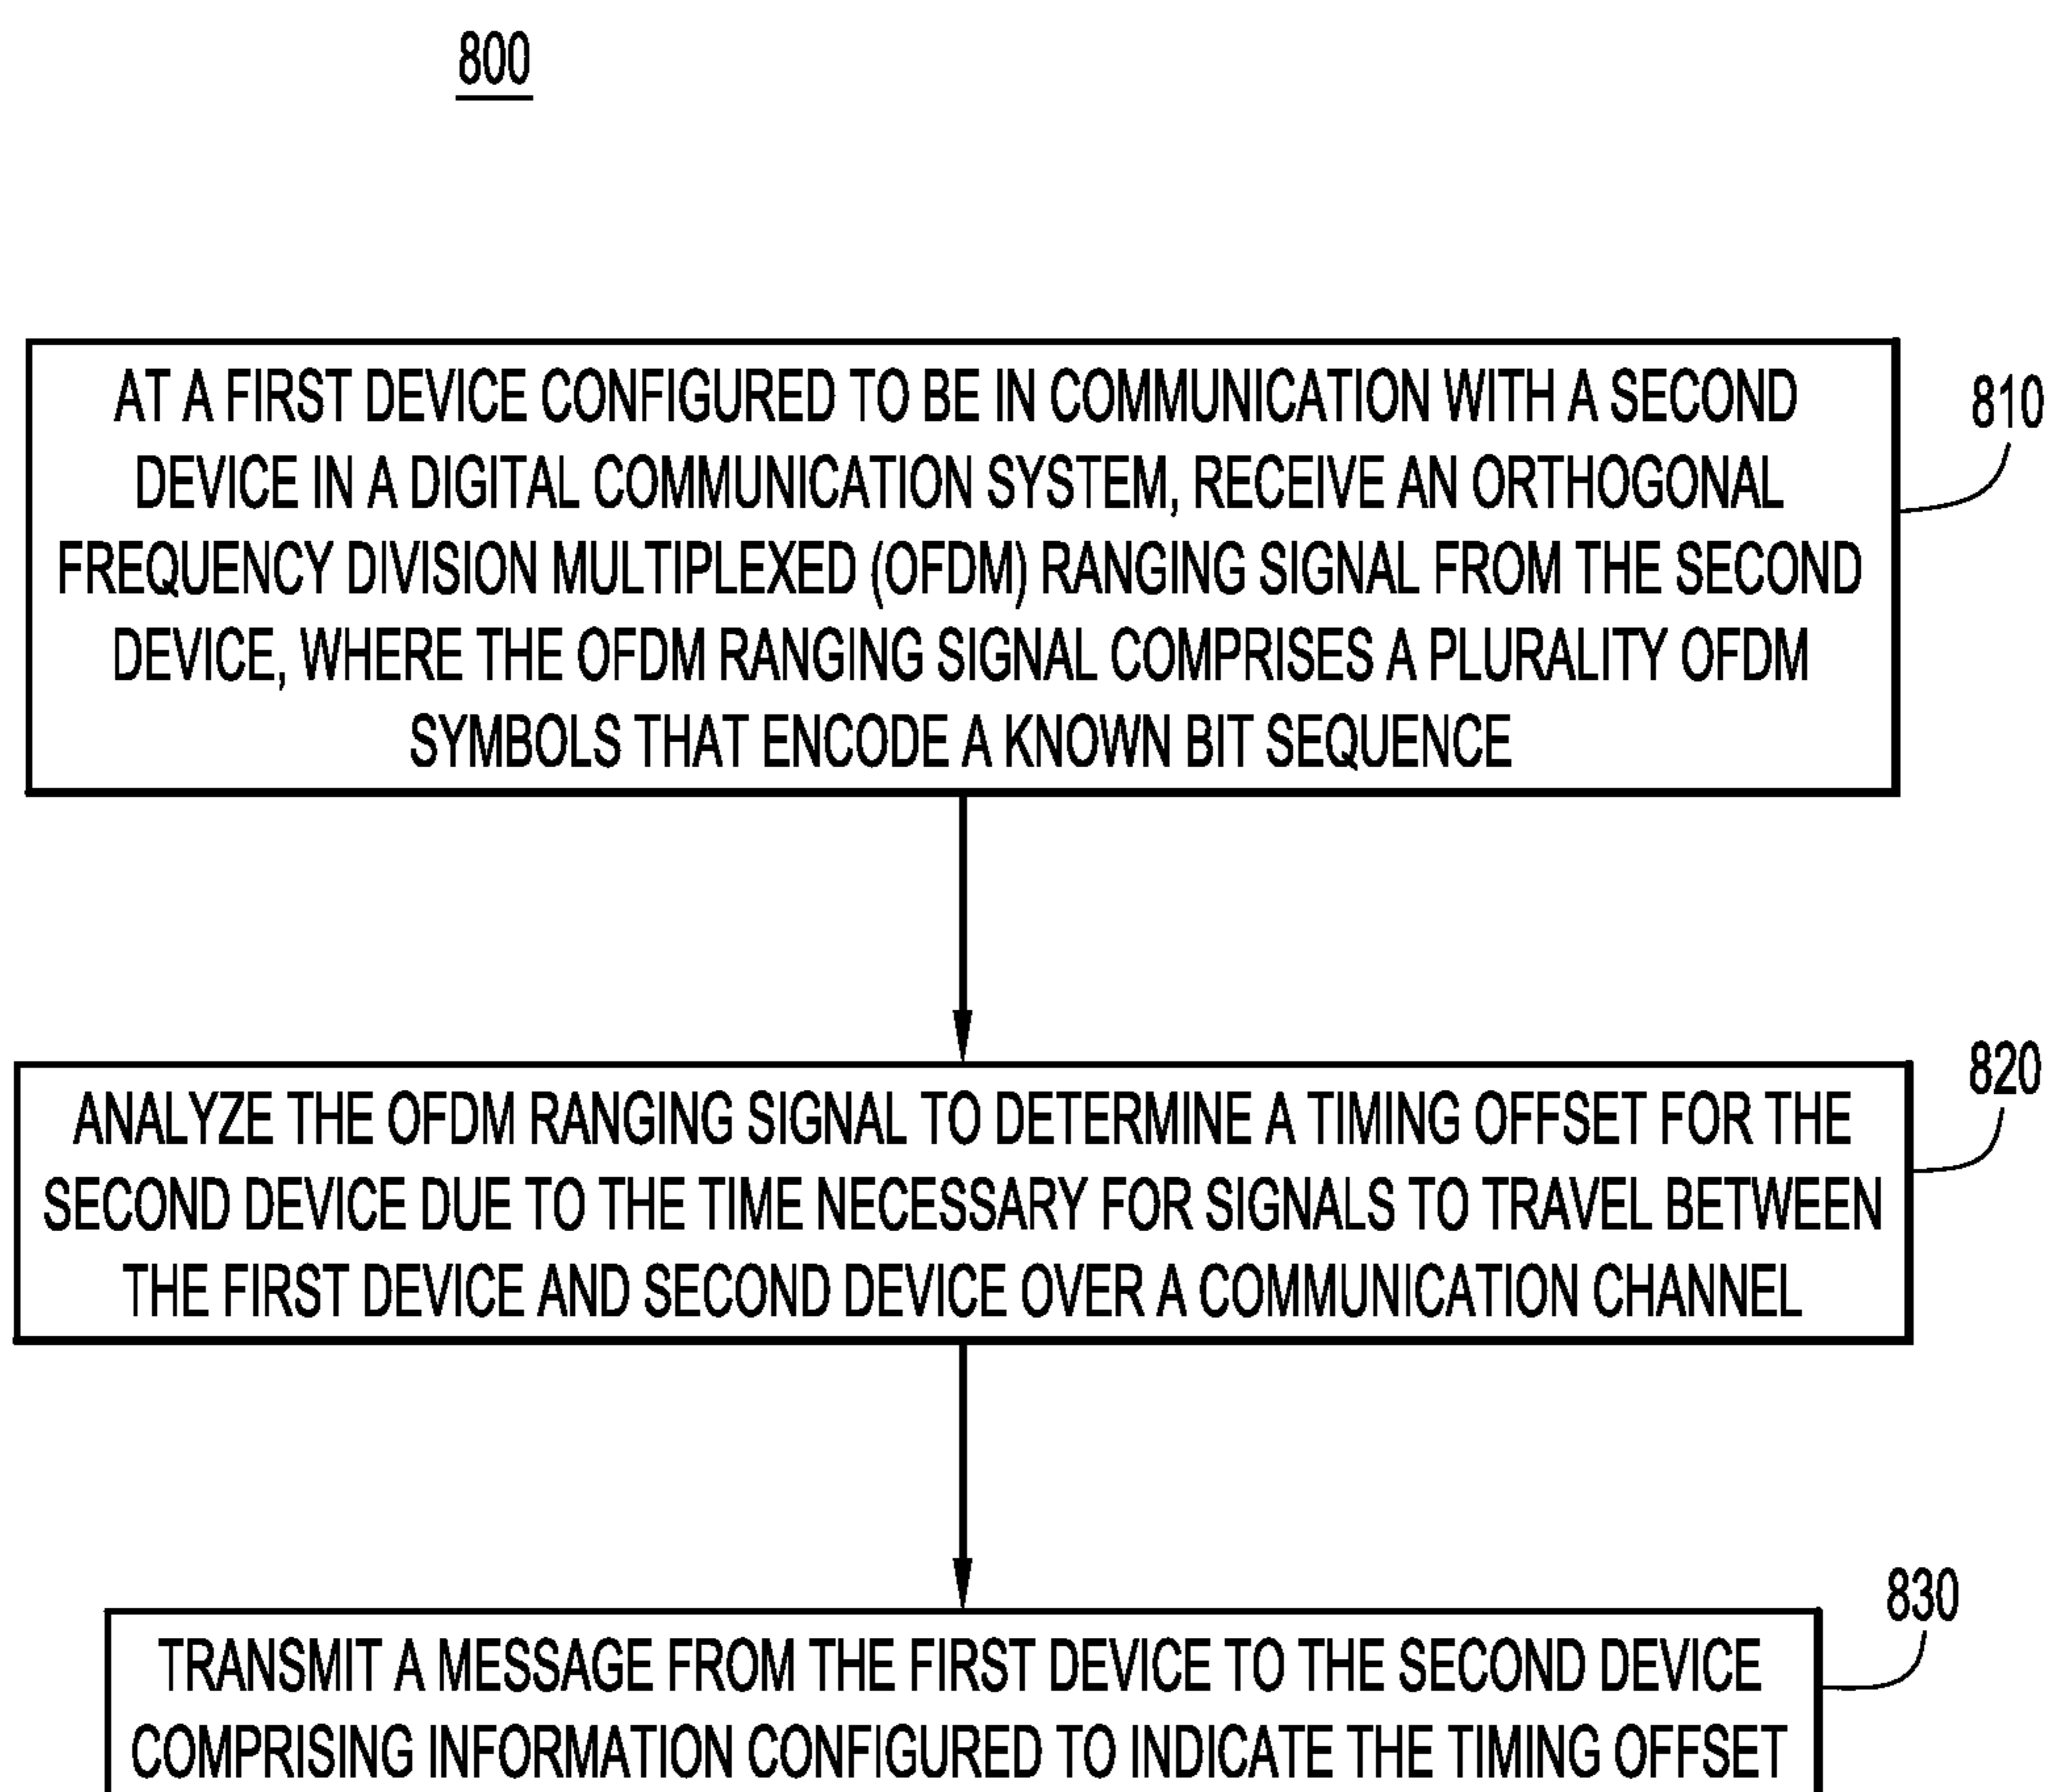 800
AT A FIRST DEVICE CONFIGURED TO BE IN COMMUNICATION WITH A SECOND
DEVICE IN A DIGITAL COMMUNICATION SYSTEM, RECEIVE AN ORTHOGONAL
FREQUENCY DIVISION MULTIPLEXED (OFDM) RANGING SIGNAL FROM THE SECOND
DEVICE, WHERE THE OFDM RANGING SIGNAL COMPRISES A PLURALITY OFDM
SYMBOLS THAT ENCODE A KNOWN BIT SEQUENCE
810
ANALYZE THE OFDM RANGING SIGNAL TO DETERMINE A TIMING OFFSET FOR THE
SECOND DEVICE DUE TO THE TIME NECESSARY FOR SIGNALS TO TRAVEL BETWEEN
THE FIRST DEVICE AND SECOND DEVICE OVER A COMMUNICATION CHANNEL
820
TRANSMIT A MESSAGE FROM THE FIRST DEVICE TO THE SECOND DEVICE
COMPRISING INFORMATION CONFIGURED TO INDICATE THE TIMING OFFSET
830